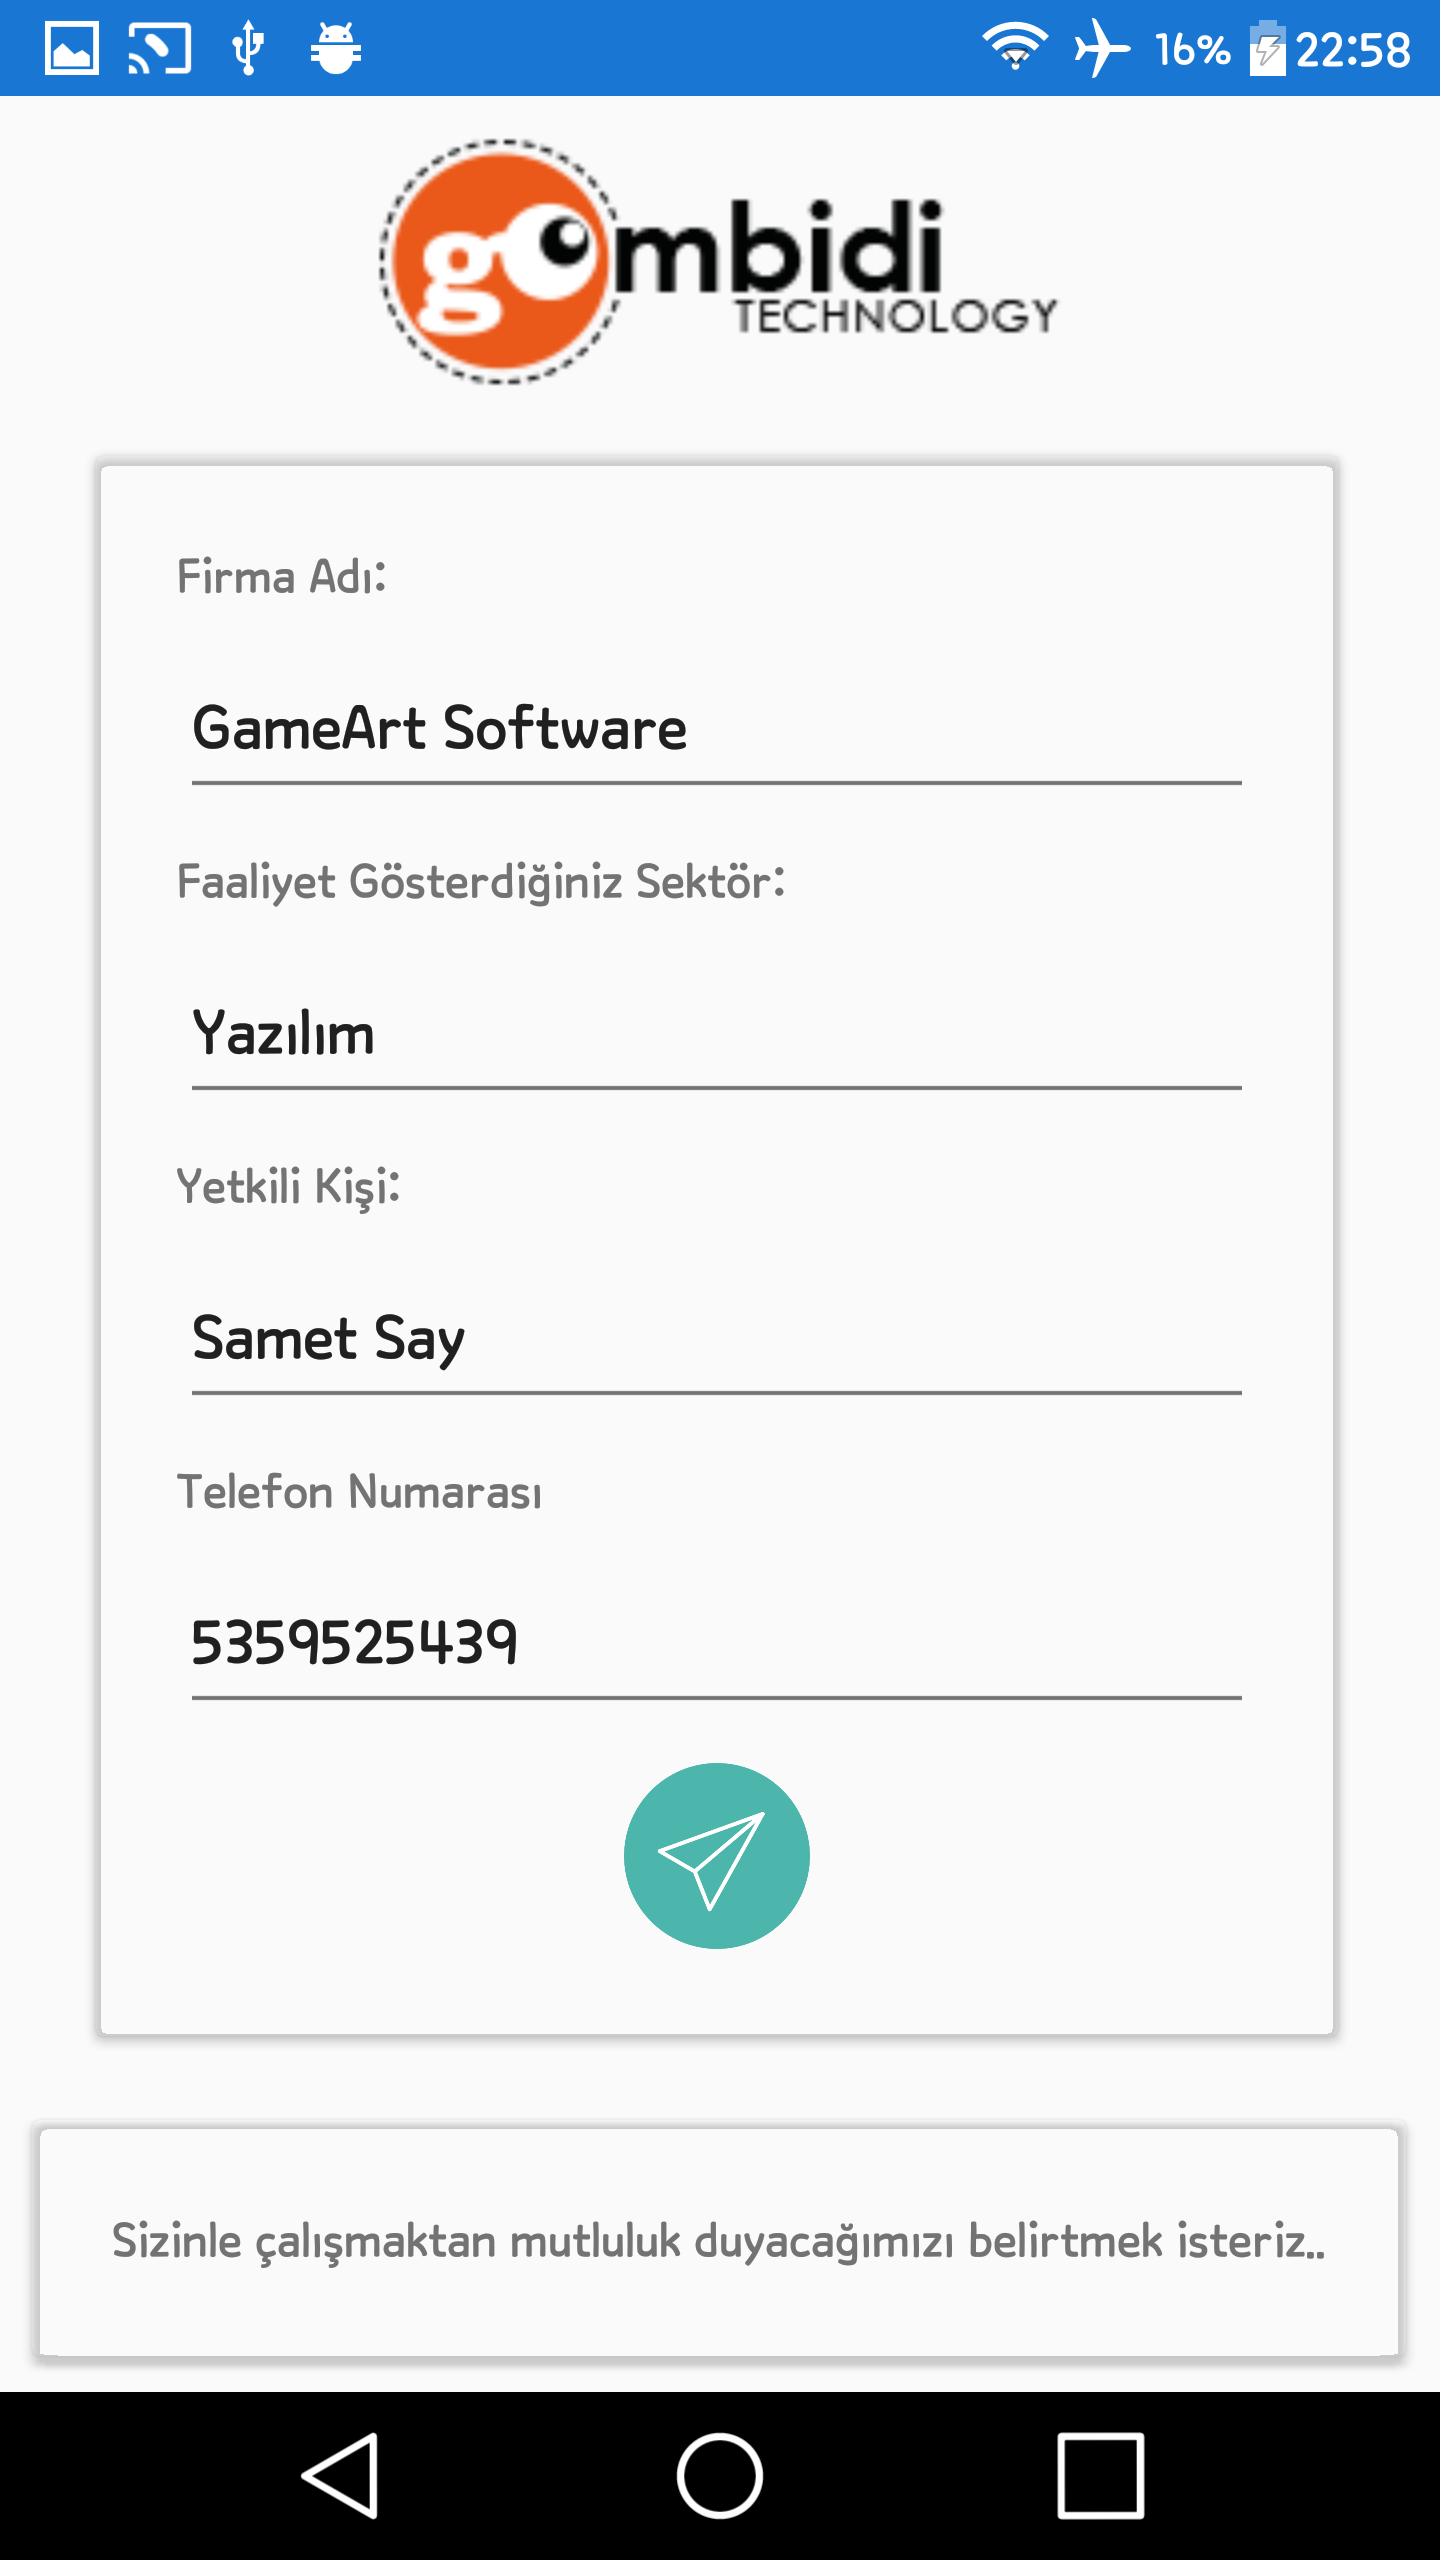 16% 22:58
gombidi
TECHNOLOGY
Firma Adı:
GameArt Software
Faaliyet Gösterdiğiniz Sektör:
Yazılım
Yetkili Kişi:
Samet Say
Telefon Numarası
5359525439
Sizinle çalışmaktan mutluluk duyacağımızı belirtmek isteriz..